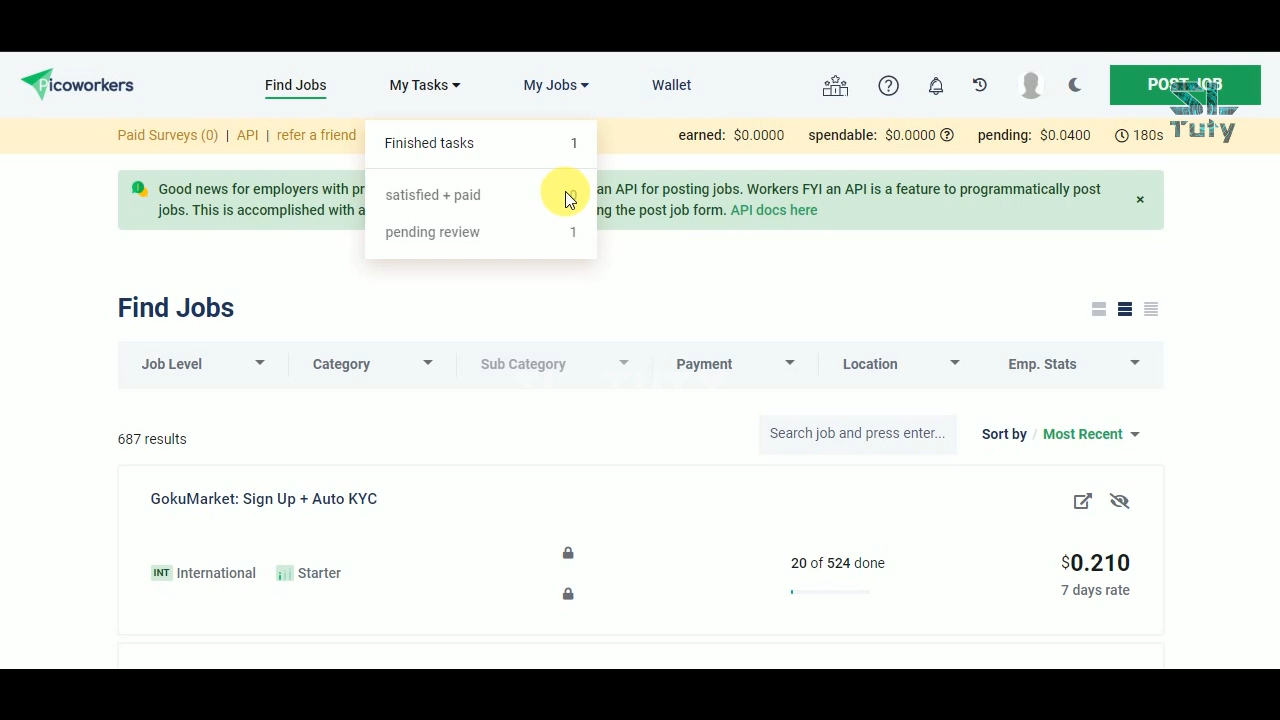 Picoworkers
Find Jobs
My Tasks
My Jobs
Wallet
POST JOB
SL
Tuty
Paid Surveys (0) | API | refer a friend
earned: $0.0000 spendable: $0.0000 pending: $0.0400 180s
Finished tasks 1
satisfied + paid 0
pending review 1
Good news for employers with pr
an API for posting jobs. Workers FYI an API is a feature to programmatically post
jobs. This is accomplished with a
ng the post job form. API docs here
×
Find Jobs
Job Level
Category
Sub Category
Payment
Location
Emp. Stats
687 results
Search job and press enter...
Sort by / Most Recent
GokuMarket: Sign Up + Auto KYC
INT International
Starter
20 of 524 done
$0.210
7 days rate